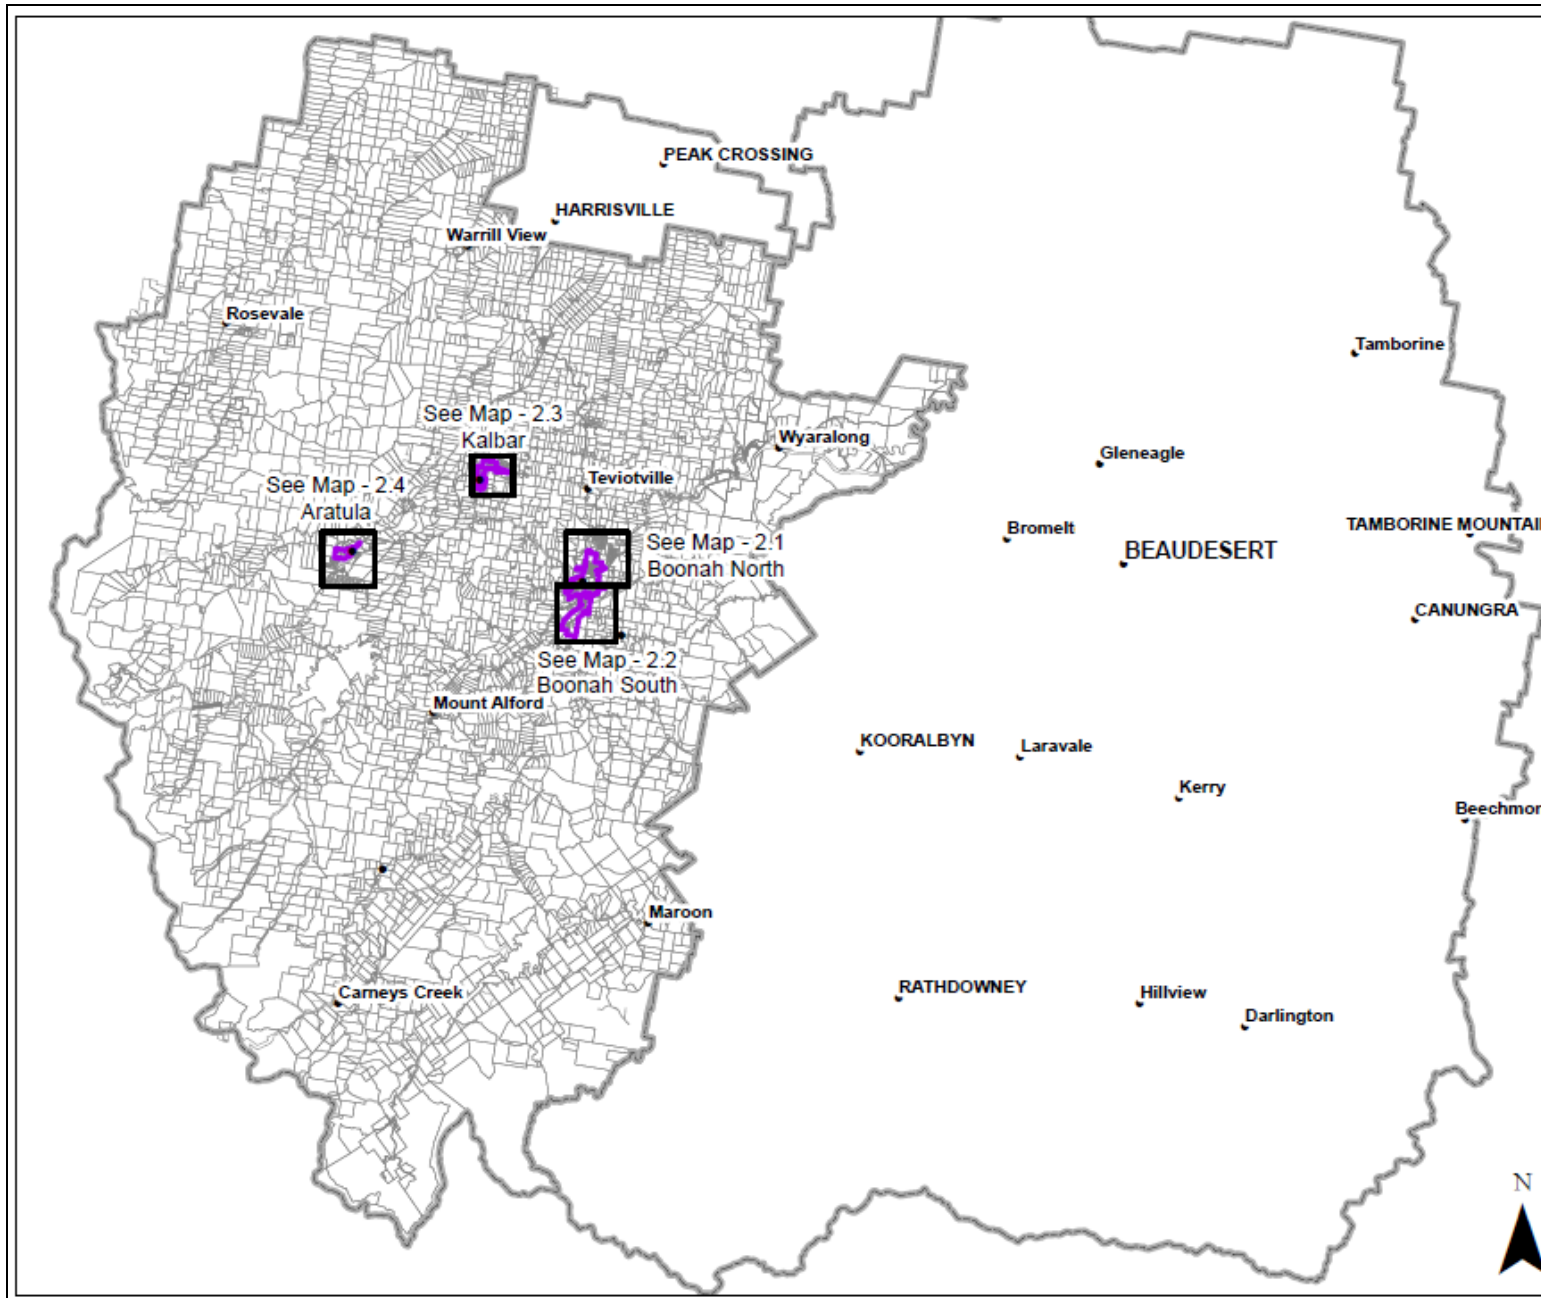 PEAK CROSSING
HARRISVILLE
Warrill View
Rosevale
Tamborine
See Map - 2.3
Kalbar
Wyaralong
Gleneagle
See Map - 2.4
Aratula
Teviotville
Bromelt
TAMBORINE MOUNTAI
See Map - 2.1
Boonah North
BEAUDESERT
CANUNGRA
See Map - 2.2
Boonah South
Mount Alford
KOORALBYN
Laravale
Kerry
Beechmon
Maroon
RATHDOWNEY
Hillview
Carneys Creek
Darlington
N